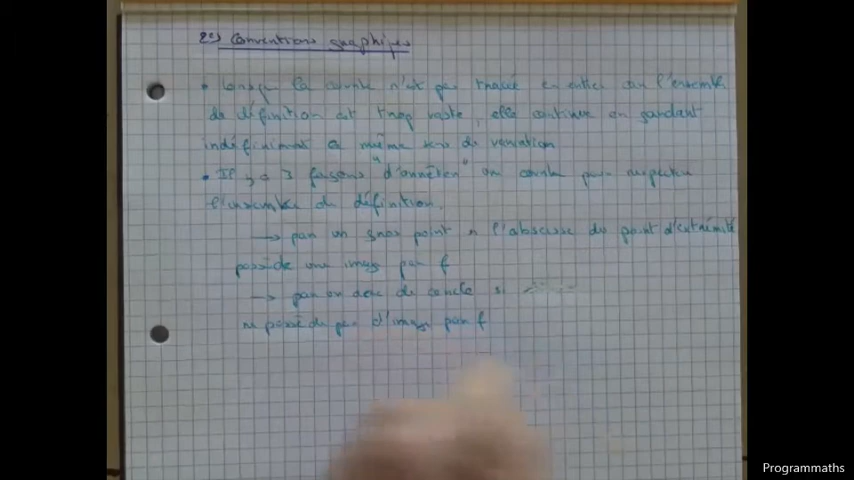 2°) Conventions graphiques
• Lorsque la courbe n'est pas tracée en entier car l'ensemble
de définition est trop vaste, elle continue en gardant
indéfiniment le même sens de variation
• Il y a 3 façons "d'arrêter" une courbe pour respecter
l'ensemble de définition.
→ par un gros point si l'abscisse du point d'extrémité
possède une image par f
→ par un arc de cercle si
ne possède pas d'image par f
Programmaths